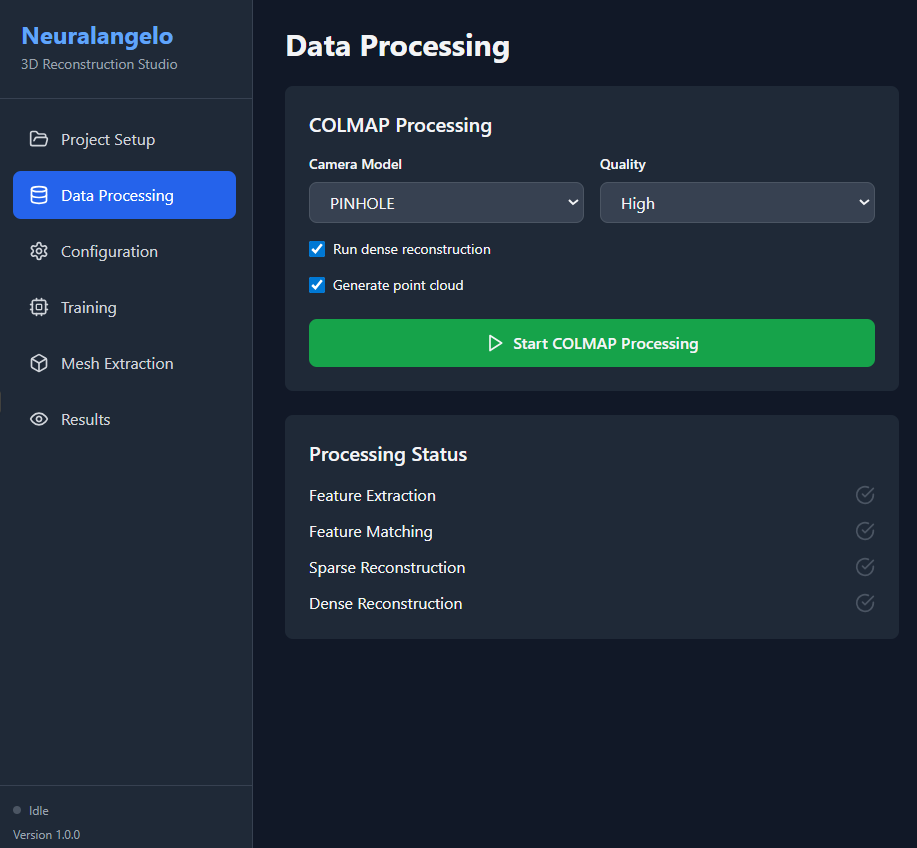 Neuralangelo
3D Reconstruction Studio
Project Setup
Data Processing
Configuration
Training
Mesh Extraction
Results
Idle
Version 1.0.0
Data Processing
COLMAP Processing
Camera Model
Quality
PINHOLE
High
Run dense reconstruction
Generate point cloud
Start COLMAP Processing
Processing Status
Feature Extraction
Feature Matching
Sparse Reconstruction
Dense Reconstruction